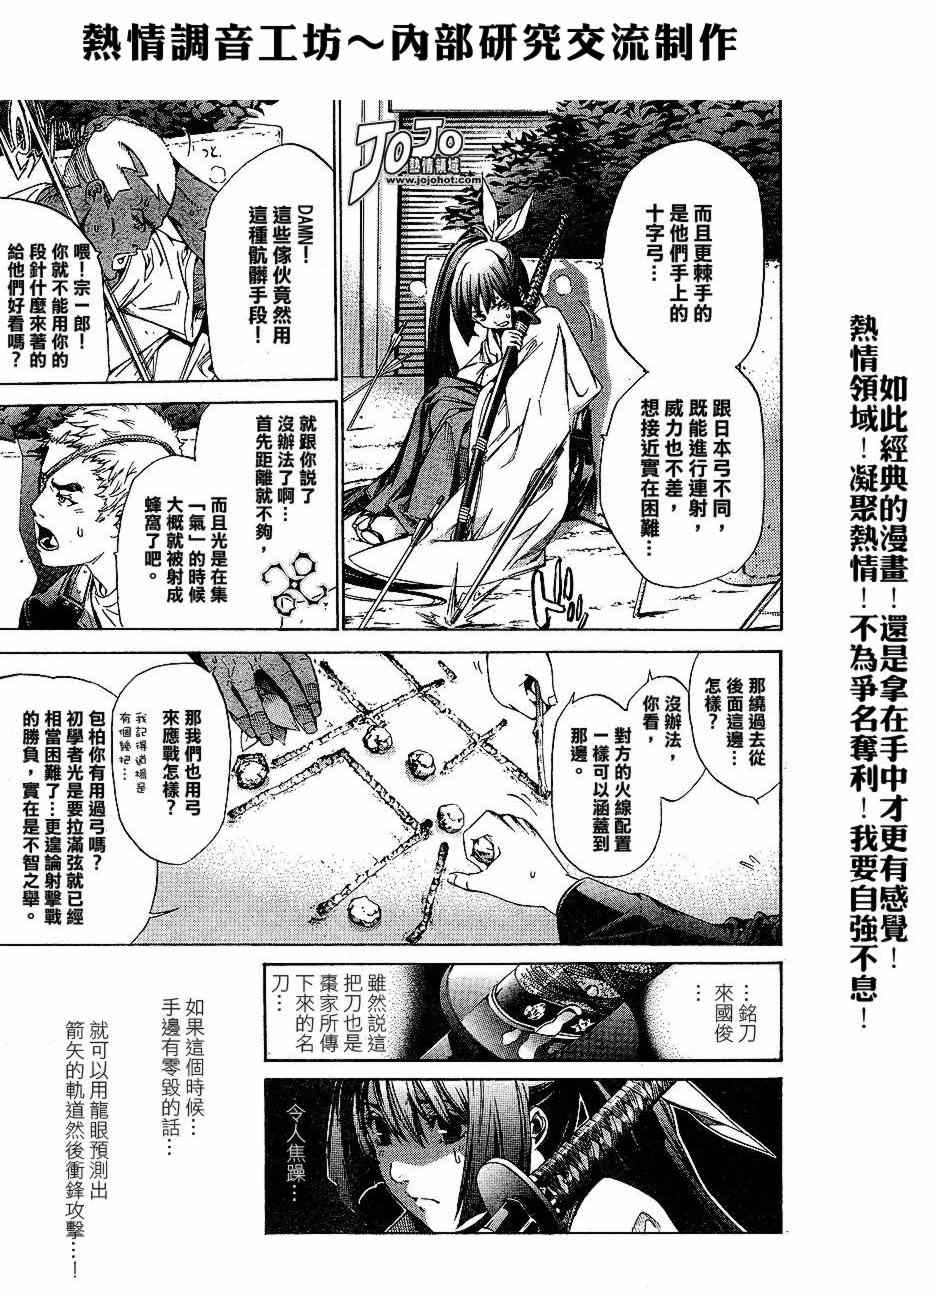 熱情調音工坊～內部研究交流制作
JOJO
熱情領域
www.jojohot.com
而且更棘手的
是他們手上的
十字弓…
跟日本弓不同，
既能進行連射，
威力也不差，
想接近實在困難…
DAMN！
這些傢伙竟然用
這種骯髒手段！
喂！宗一郎！
你就不能用你的
段針什麼來著的
給他們好看嗎？
就跟你說了
沒辦法了啊…
首先距離就不夠，
而且光是在集
「氣」的時候
大概就被射成
蜂窩了吧。
那繞過去從
後面這邊…
怎樣？
沒辦法，
你看，
對方的火線配置
一樣可以涵蓋到
那邊。
那我們也用弓
來應戰怎樣？
我記得道場是
有個靶把…
包柏你有用過弓嗎？
初學者光是要拉滿弦就已經
相當困難了…更遑論射擊戰
的勝負，實在是不智之舉。
…銘刀
來國俊
…
雖然說這
把刀也是
棗家所傳
下來的名
刀…
令人焦躁…
如果這個時候…
手邊有零毀的話…
就可以用龍眼預測出
箭矢的軌道然後衝鋒攻擊…！
如此經典的漫畫！還是拿在手中才更有感覺！
熱情領域！凝聚熱情！不為爭名奪利！我要自強不息！